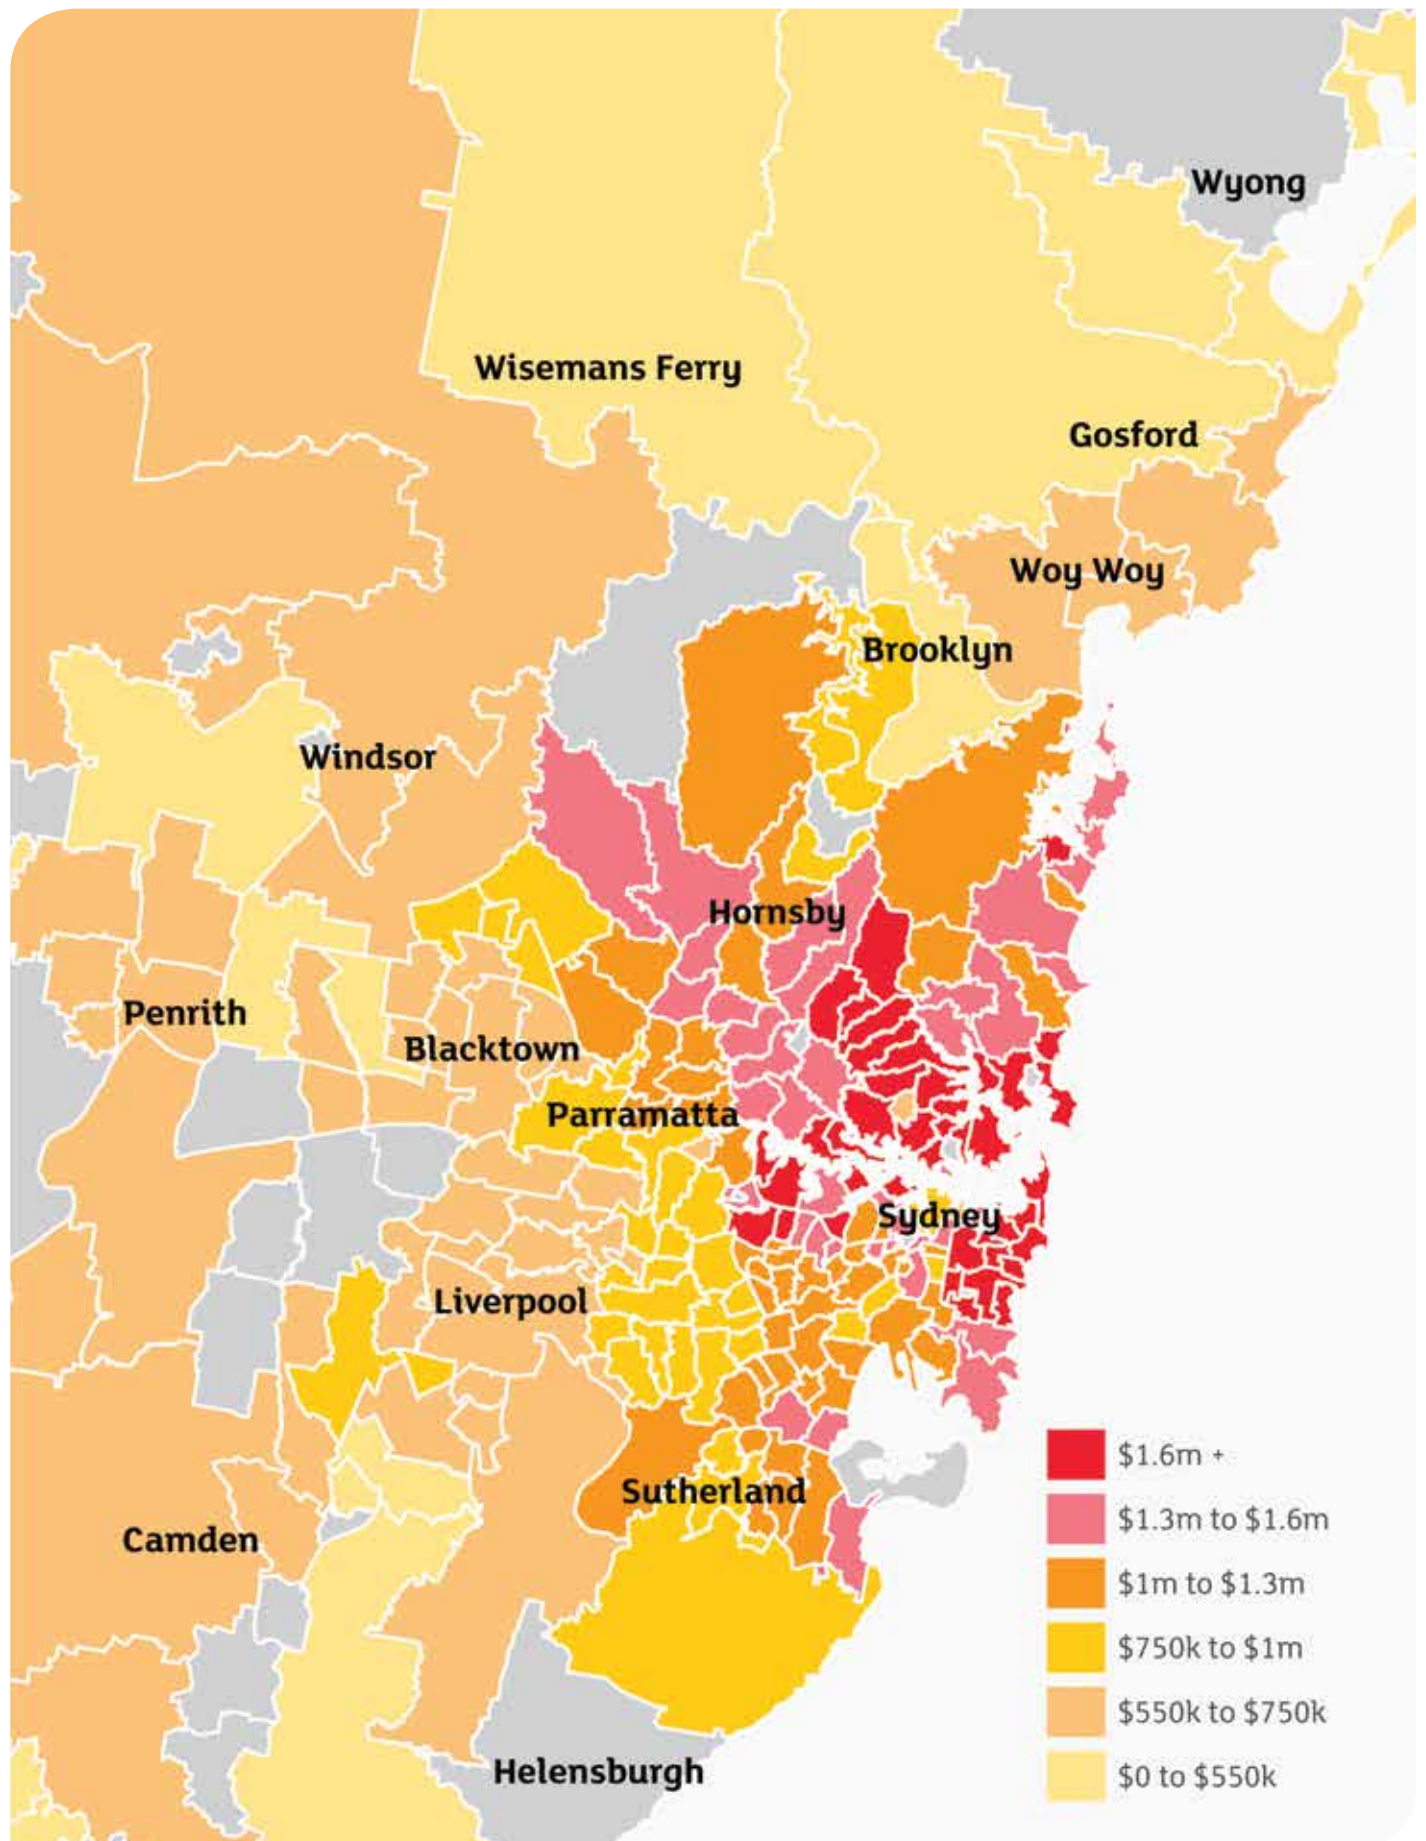 Wyong
Wisemans Ferry
Gosford
Woy Woy
Brooklyn
Windsor
Hornsby
Penrith
Blacktown
Parramatta
Sydney
Liverpool
Sutherland
Camden
Helensburgh
$1.6m +
$1.3m to $1.6m
$1m to $1.3m
$750k to $1m
$550k to $750k
$0 to $550k